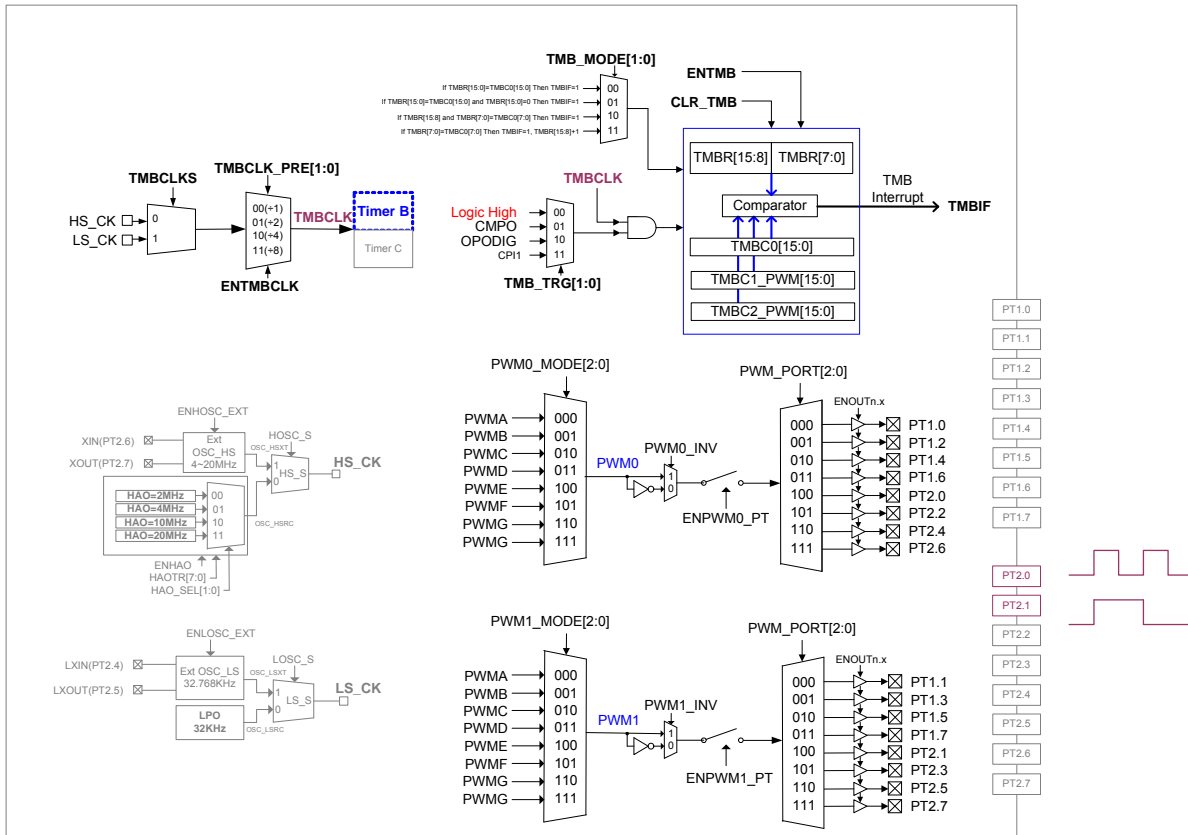 TMB_MODE[1:0]
If TMBR[15:0]=TMBC0[15:0] Then TMBIF=1
If TMBR[15:0]=TMBC0[15:0] and TMBR[15:0]=0 Then TMBIF=1
If TMBR[15:8] and TMBR[7:0]=TMBC0[7:0] Then TMBIF=1
If TMBR[7:0]=TMBC0[7:0] Then TMBIF=1, TMBR[15:8]+1
00
01
10
11
ENTMB
CLR_TMB
TMBR[15:8]
TMBR[7:0]
Comparator
TMBC0[15:0]
TMBC1_PWM[15:0]
TMBC2_PWM[15:0]
TMB
Interrupt
TMBIF
TMBCLKS
HS_CK
LS_CK
0
1
TMBCLK_PRE[1:0]
00(÷1)
01(÷2)
10(÷4)
11(÷8)
ENTMBCLK
TMBCLK
Timer B
Timer C
TMBCLK
Logic High
CMPO
OPODIG
CPI1
00
01
10
11
TMB_TRG[1:0]
ENHOSC_EXT
XIN(PT2.6)
XOUT(PT2.7)
Ext
OSC_HS
4~20MHz
OSC_HSXT
HOSC_S
1
0
HS_S
HS_CK
HAO=2MHz
HAO=4MHz
HAO=10MHz
HAO=20MHz
00
01
10
11
OSC_HSRC
ENHAO
HAOTR[7:0]
HAO_SEL[1:0]
ENLOSC_EXT
LXIN(PT2.4)
LXOUT(PT2.5)
Ext OSC_LS
32.768KHz
OSC_LSXT
LOSC_S
1
0
LS_S
LS_CK
LPO
32KHz
OSC_LSRC
PWM0_MODE[2:0]
PWMA
PWMB
PWMC
PWMD
PWME
PWMF
PWMG
PWMG
000
001
010
011
100
101
110
111
PWM0
PWM0_INV
1
0
ENPWM0_PT
PWM_PORT[2:0]
000
001
010
011
100
101
110
111
ENOUTn.x
PT1.0
PT1.2
PT1.4
PT1.6
PT2.0
PT2.2
PT2.4
PT2.6
PWM1_MODE[2:0]
PWMA
PWMB
PWMC
PWMD
PWME
PWMF
PWMG
PWMG
000
001
010
011
100
101
110
111
PWM1
PWM1_INV
1
0
ENPWM1_PT
PWM_PORT[2:0]
000
001
010
011
100
101
110
111
ENOUTn.x
PT1.1
PT1.3
PT1.5
PT1.7
PT2.1
PT2.3
PT2.5
PT2.7
PT1.0
PT1.1
PT1.2
PT1.3
PT1.4
PT1.5
PT1.6
PT1.7
PT2.0
PT2.1
PT2.2
PT2.3
PT2.4
PT2.5
PT2.6
PT2.7